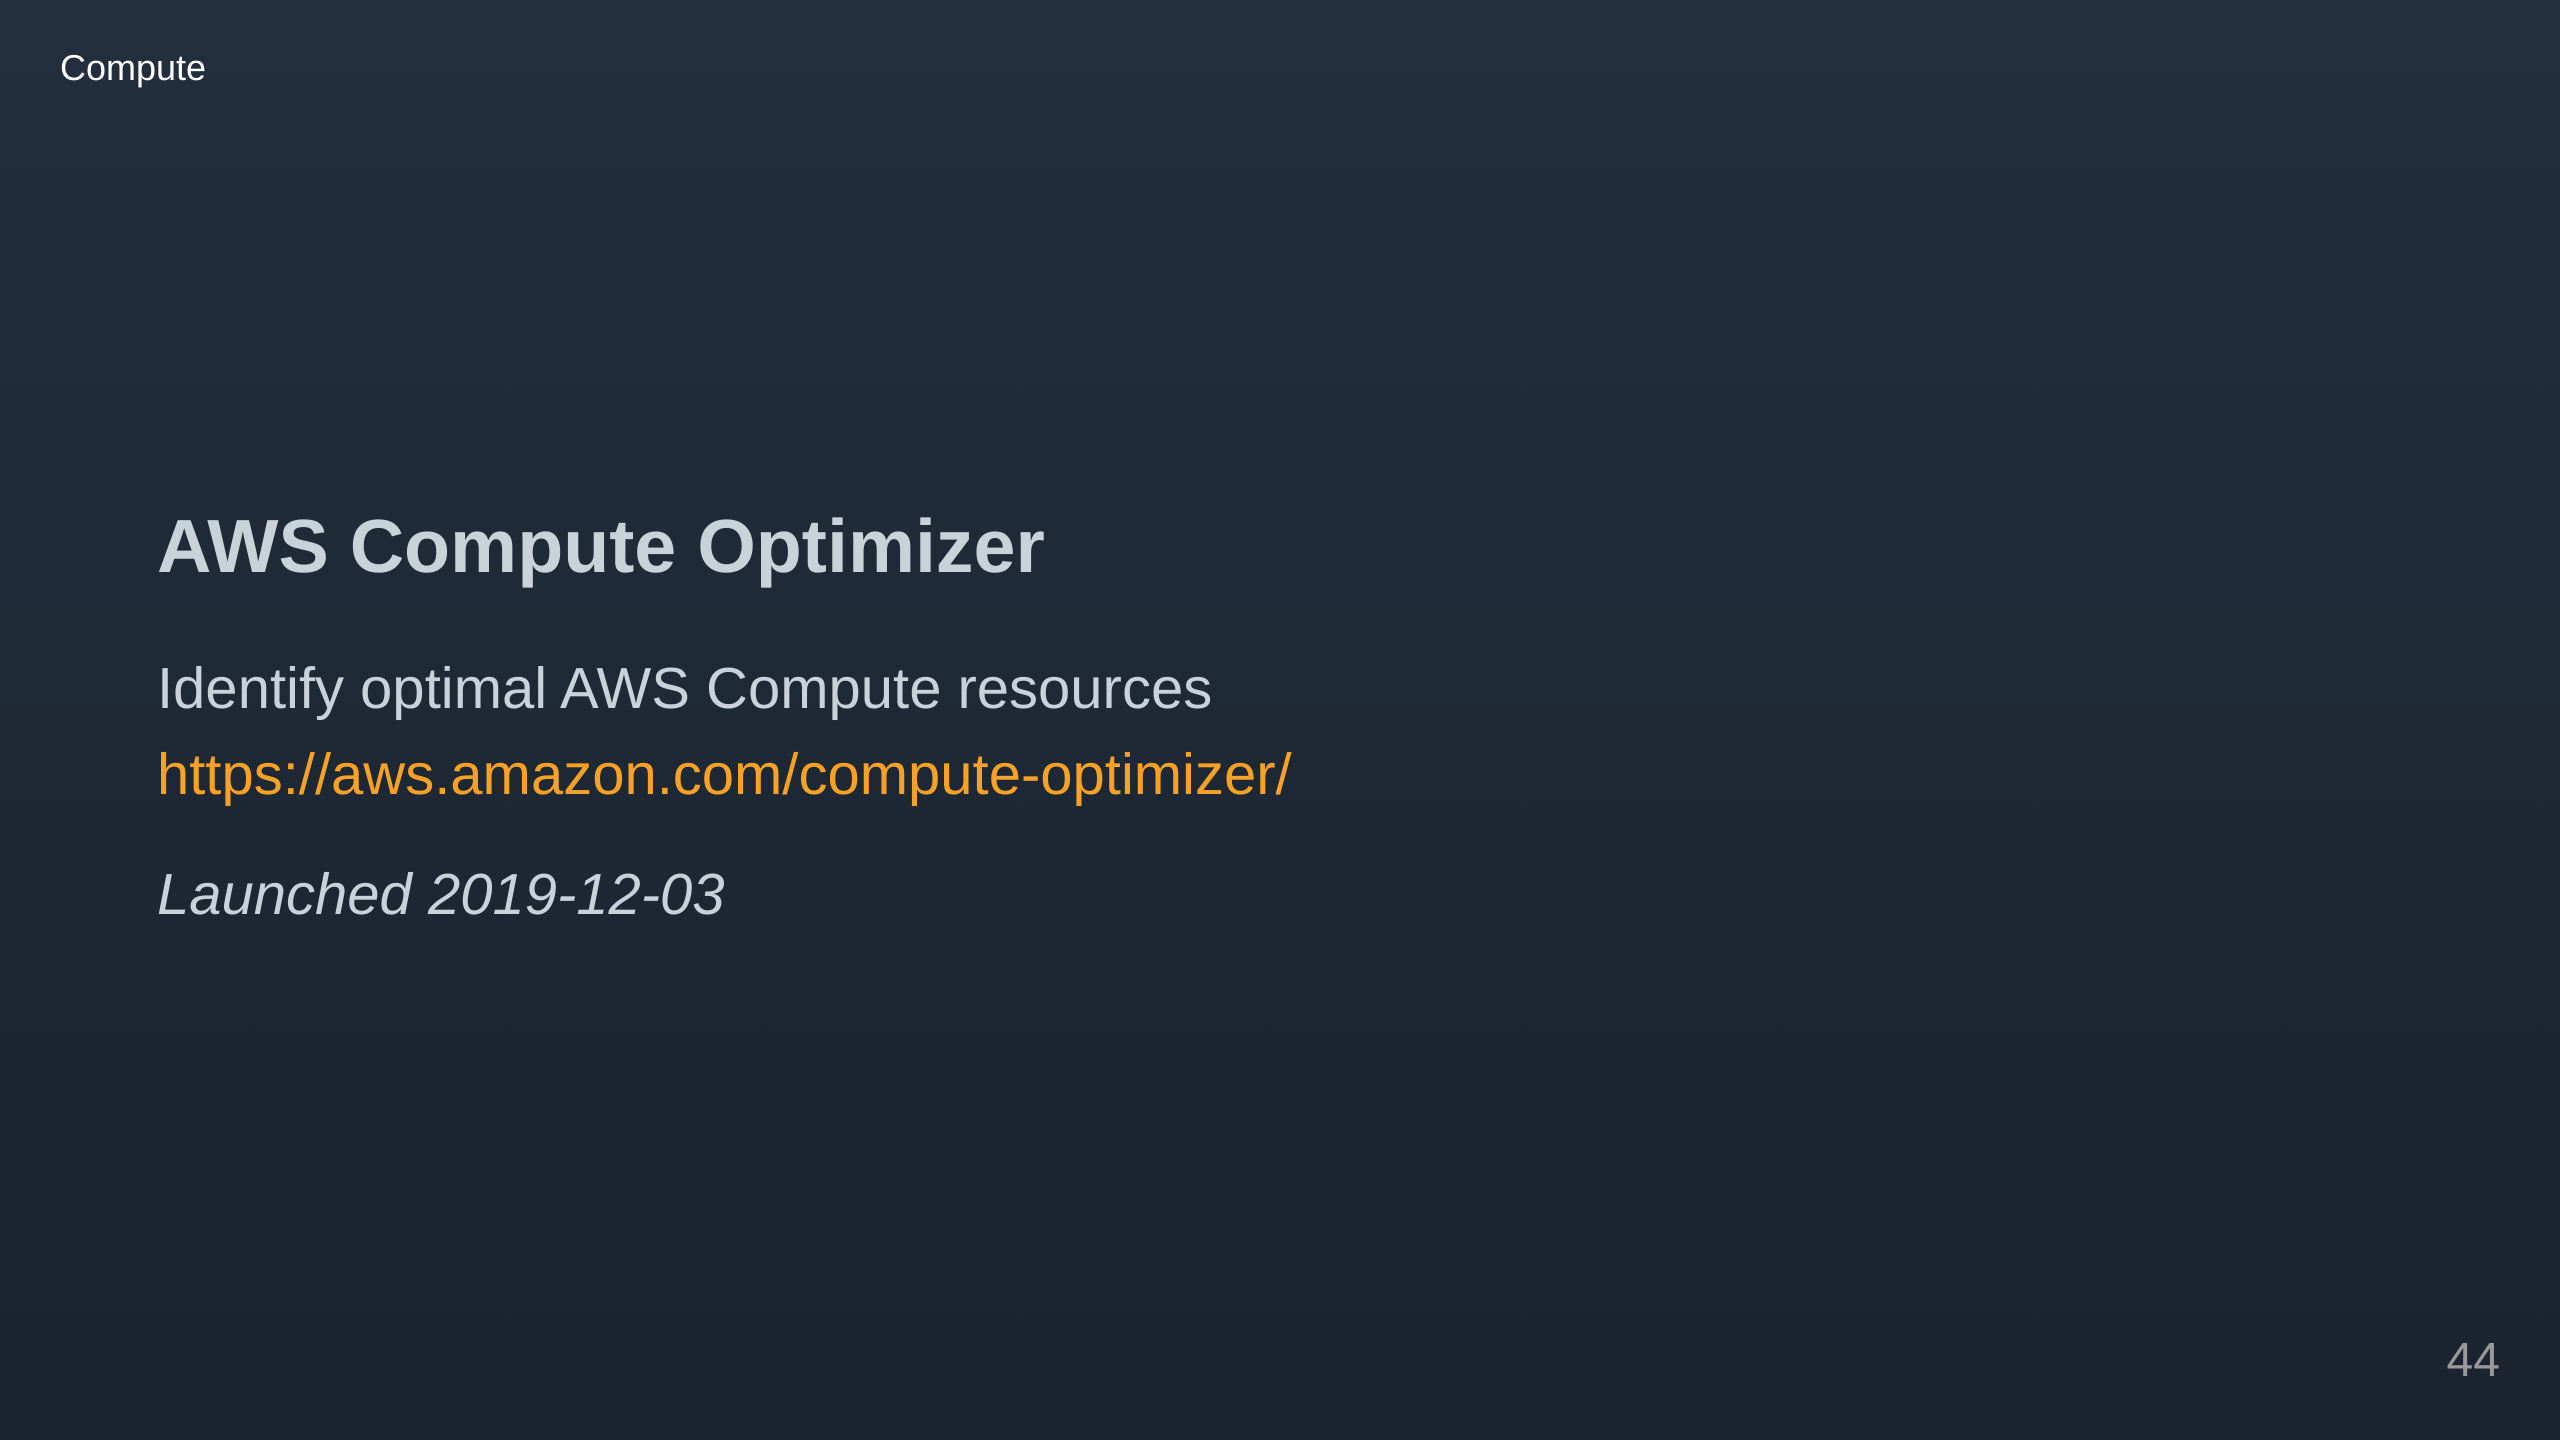 Compute
AWS Compute Optimizer
Identify optimal AWS Compute resources
https://aws.amazon.com/compute-optimizer/
Launched 2019-12-03
44